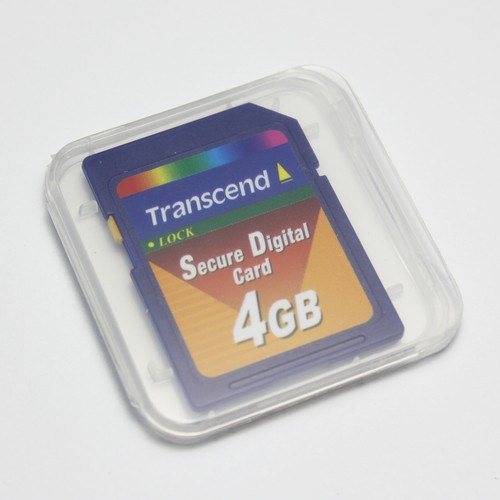 Transcend
• LOCK
Secure Digital
Card
4GB